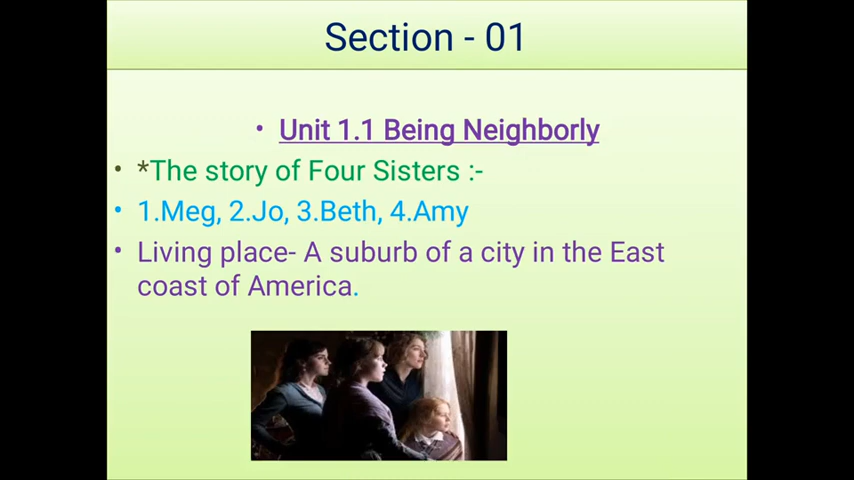 Section - 01
• Unit 1.1 Being Neighborly
• *The story of Four Sisters :-
• 1.Meg, 2.Jo, 3.Beth, 4.Amy
• Living place- A suburb of a city in the East
coast of America.